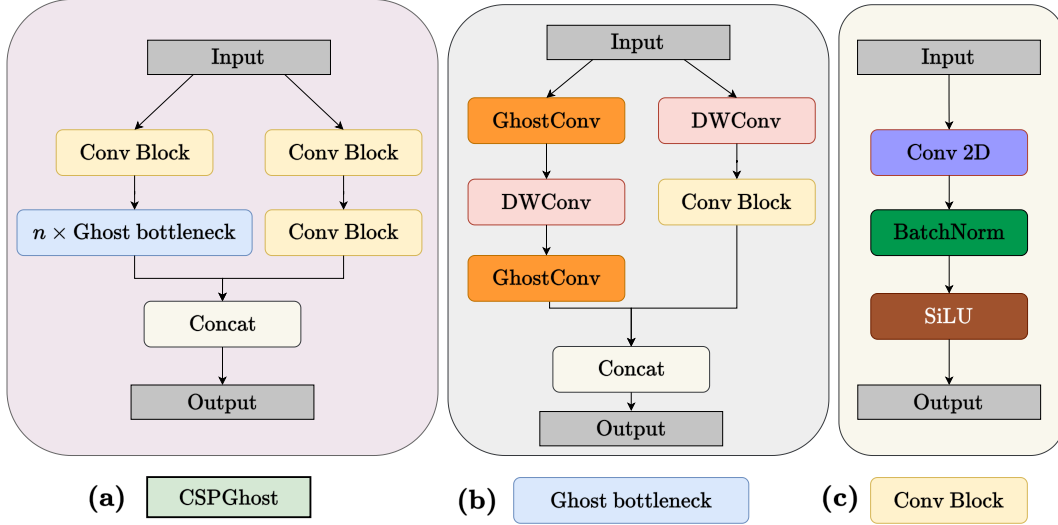 Input
Conv Block
Conv Block
n × Ghost bottleneck
Conv Block
Concat
Output
(a) CSPGhost
Input
GhostConv
DWConv
DWConv
Conv Block
GhostConv
Concat
Output
(b) Ghost bottleneck
Input
Conv 2D
BatchNorm
SiLU
Output
(c) Conv Block